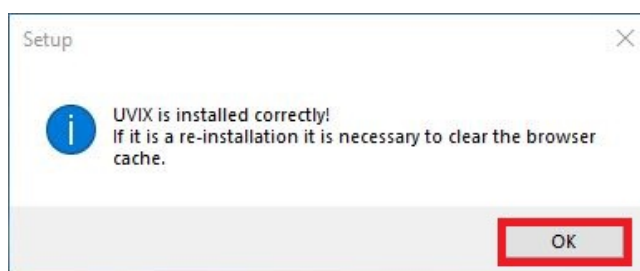 Setup
UVIX is installed correctly!
If it is a re-installation it is necessary to clear the browser
cache.
OK